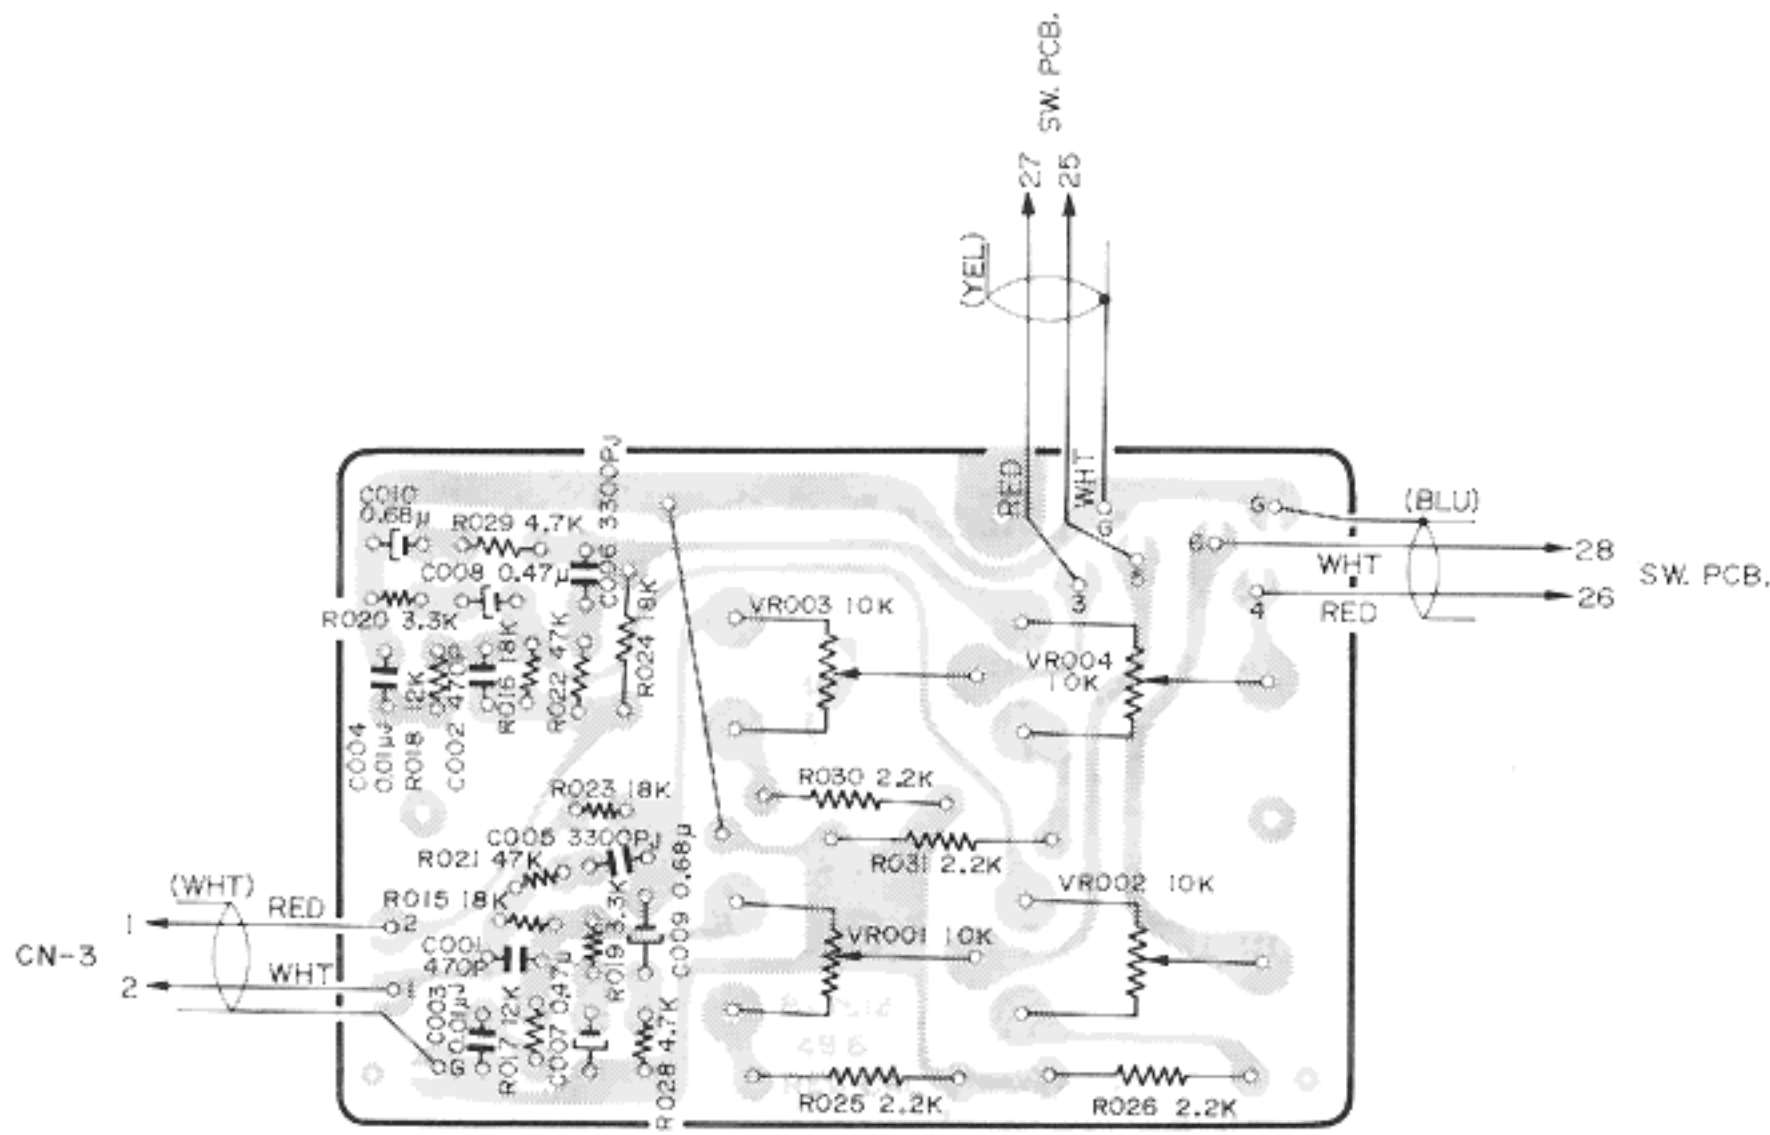 SW. PCB.
27
25
(YEL)
RED
WHT
G
3
G
(BLU)
6
WHT
28
4
RED
26
SW. PCB.
3300PJ
C006
C010
0.68μ
R029 4.7K
C008 0.47μ
R020 3.3K
R024 18K
VR003 10K
VR004
10K
C004
0.01μJ
R018 12K
C002 470P
R016 18K
R022 47K
R023 18K
R030 2.2K
C005 3300PJ
R021 47K
R031 2.2K
R015 18K
VR002 10K
VR001 10K
(WHT)
1
RED
2
CN-3
2
WHT
1
C001
470P
R019 3.3K
C009 0.68μ
C003
0.01μJ
G
R017 12K
C007 0.47μ
R028 4.7K
R025 2.2K
R026 2.2K